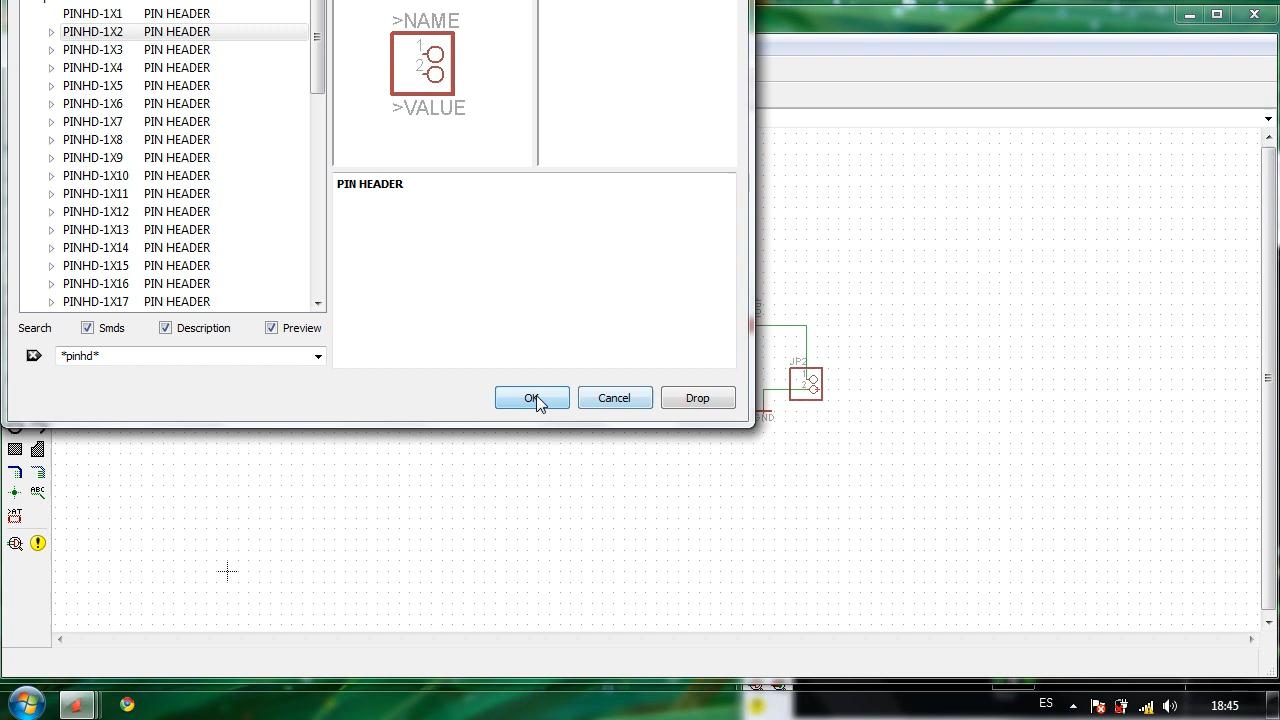 PINHD-1X1 PIN HEADER
PINHD-1X2 PIN HEADER
PINHD-1X3 PIN HEADER
PINHD-1X4 PIN HEADER
PINHD-1X5 PIN HEADER
PINHD-1X6 PIN HEADER
PINHD-1X7 PIN HEADER
PINHD-1X8 PIN HEADER
PINHD-1X9 PIN HEADER
PINHD-1X10 PIN HEADER
PINHD-1X11 PIN HEADER
PINHD-1X12 PIN HEADER
PINHD-1X13 PIN HEADER
PINHD-1X14 PIN HEADER
PINHD-1X15 PIN HEADER
PINHD-1X16 PIN HEADER
PINHD-1X17 PIN HEADER
Search Smds Description Preview
*pinhd*
>NAME
1
2
>VALUE
PIN HEADER
OK Cancel Drop
JP2
1
2
GND
ABC
ES 18:45